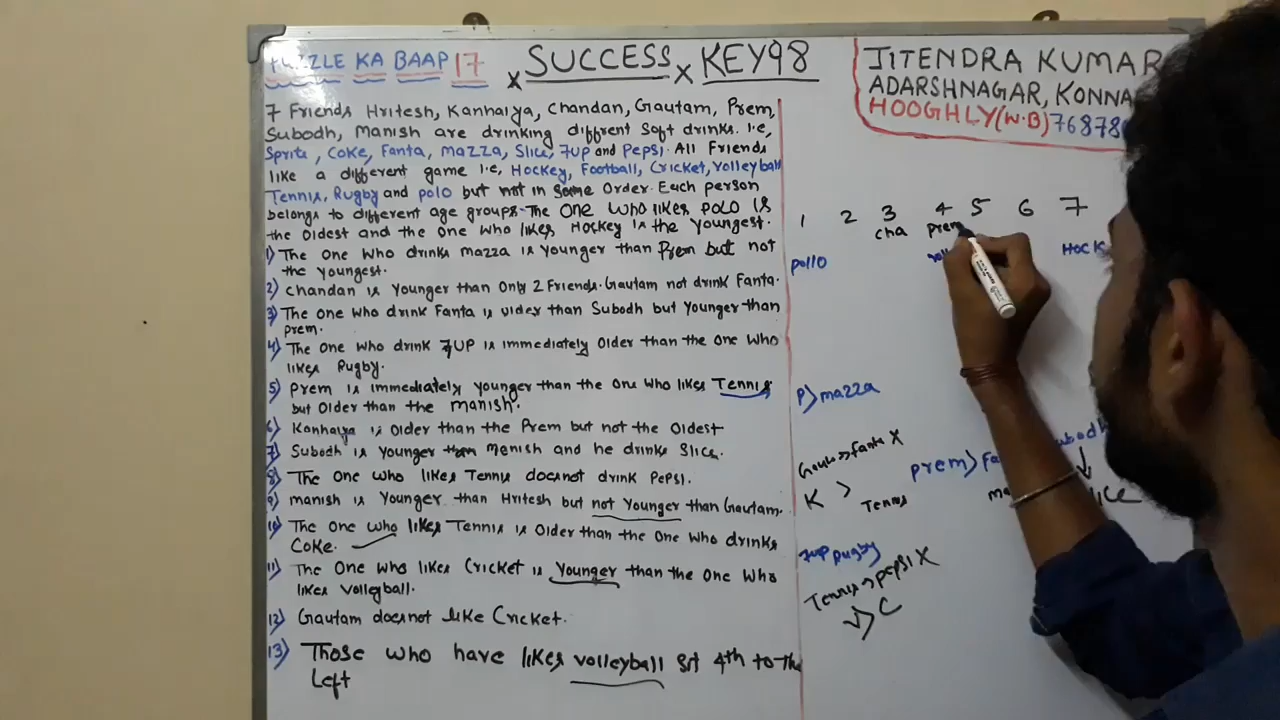 PUZZLE KA BAAP 17 x SUCCESS x KEY98
JITENDRA KUMAR
ADARSHNAGAR, KONNA
HOOGHLY(W.B)76878
7 Friends Hritesh, Kanhaiya, Chandan, Gautam, Prem,
Subodh, Manish are drinking diffrent Soft drinks. i.e,
Sprite, Coke, Fanta, Mazza, Slice, 7up and Pepsi. All Friends
like a different game i.e, Hockey, Football, Cricket, Volleyball
Tennis, Rugby and polo but not in Same Order. Each person
belongs to different age groups. The One who likes POLO is
the Oldest and the one who likes Hockey is the youngest.
1) The one who drinks mazza is younger than Prem but not
the youngest.
2) Chandan is Younger than Only 2 Friends. Gautam not drink Fanta.
3) The one who drink Fanta is older than Subodh but Younger than
prem.
4) The one who drink 7UP is immediately Older than the One who
likes Rugby.
5) Prem is immediately younger than the One who likes Tennis
but Older than the manish.
6) Kanhaiya is Older than the Prem but not the Oldest
7) Subodh is younger than Manish and he drinks Slice.
8) The One who likes Tennis doesnot drink Pepsi.
9) manish is Younger than Hritesh but not Younger than Gautam.
10) The One who likes Tennis is Older than the One who drinks
Coke.
11) The One who likes Cricket is Younger than the One who
likes Volleyball.
12) Gautam doesnot like Cricket.
13) Those who have likes volleyball sit 4th to the
Left
1 2 3 4 5 6 7
cha prem
pollo Hock
P>mazza
Gautam fanta X
K >
Tennis
prem> Fa
ubodh
ma
ice
7up rugby
Tennis→pepsi X
> C